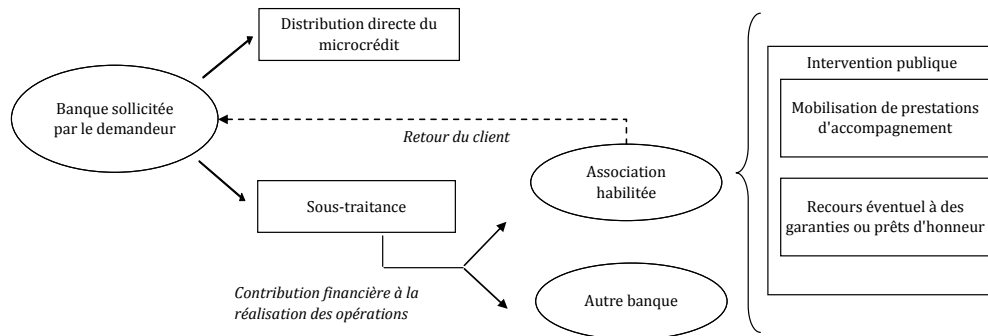 Distribution directe du
microcrédit
Banque sollicitée
par le demandeur
Retour du client
Sous-traitance
Contribution financière à la
réalisation des opérations
Association
habilitée
Autre banque
Intervention publique
Mobilisation de prestations
d'accompagnement
Recours éventuel à des
garanties ou prêts d'honneur